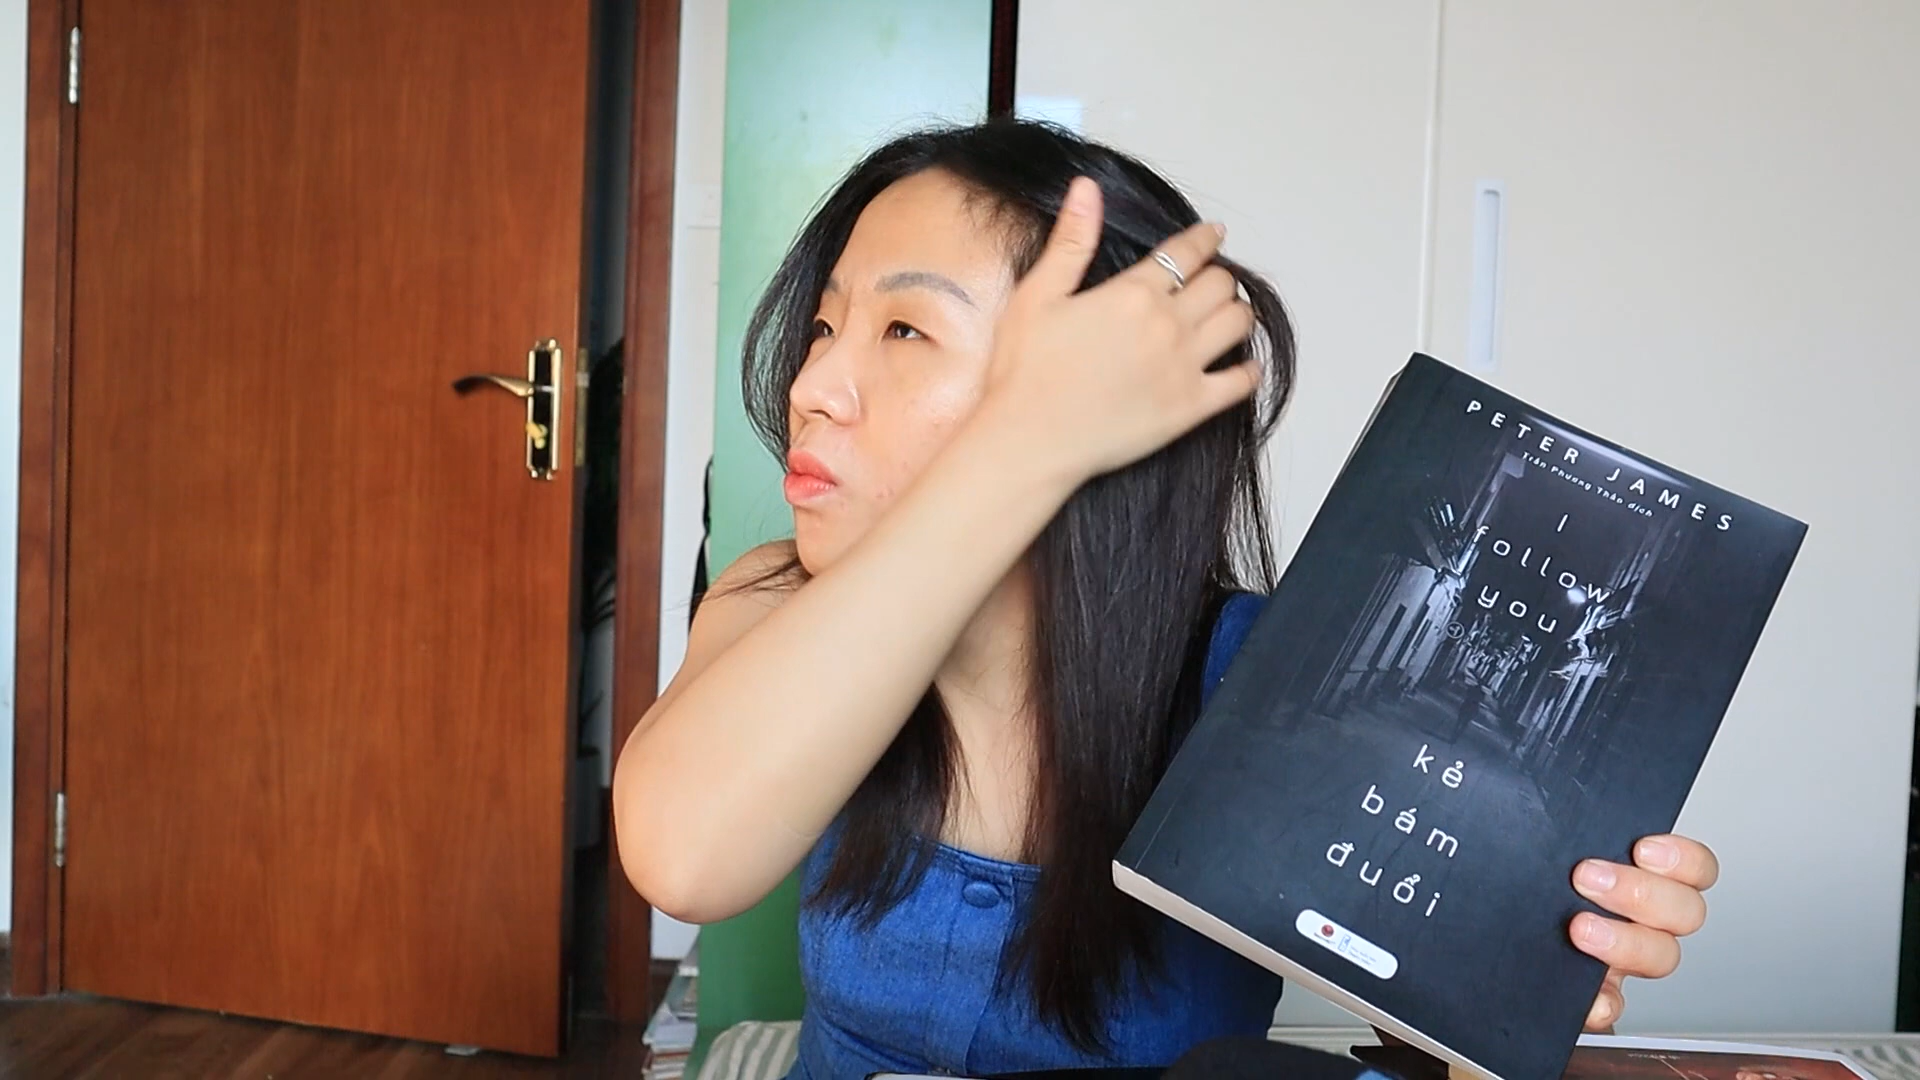 PETER JAMES
Trần Phương Thảo dịch
I
follow
you
kẻ
bám
đuổi